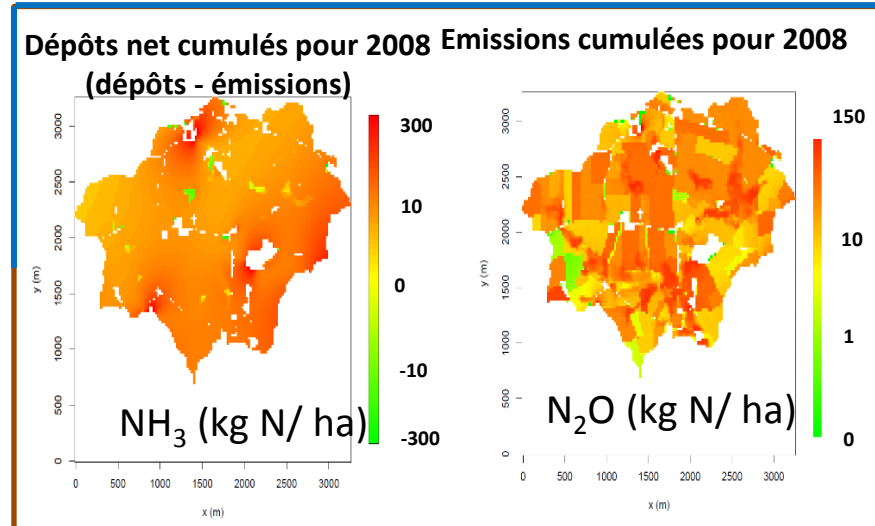 Dépôts net cumulés pour 2008
(dépôts - émissions)
300
10
0
-10
-300
NH₃ (kg N/ ha)
y (m)
3000
2500
2000
1500
1000
500
0
0 500 1000 1500 2000 2500 3000
x (m)
Emissions cumulées pour 2008
150
10
1
0
N₂O (kg N/ ha)
y (m)
3000
2500
2000
1500
1000
500
0
0 500 1000 1500 2000 2500 3000
x (m)